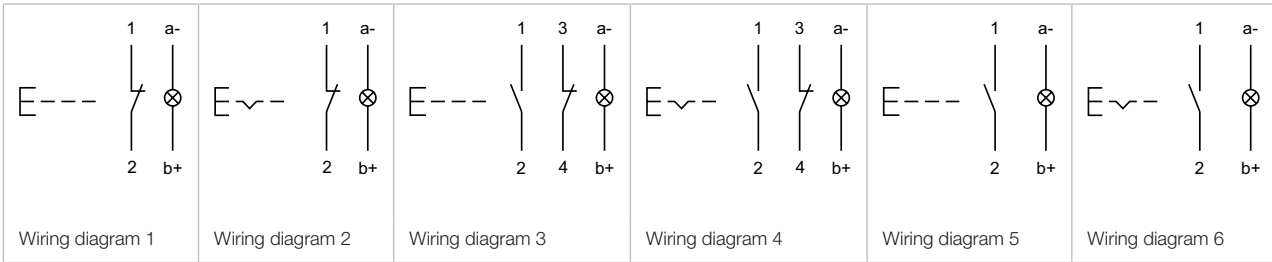 1 a-
2 b+
Wiring diagram 1
1 a-
2 b+
Wiring diagram 2
1 3 a-
2 4 b+
Wiring diagram 3
1 3 a-
2 4 b+
Wiring diagram 4
1 a-
2 b+
Wiring diagram 5
1 a-
2 b+
Wiring diagram 6